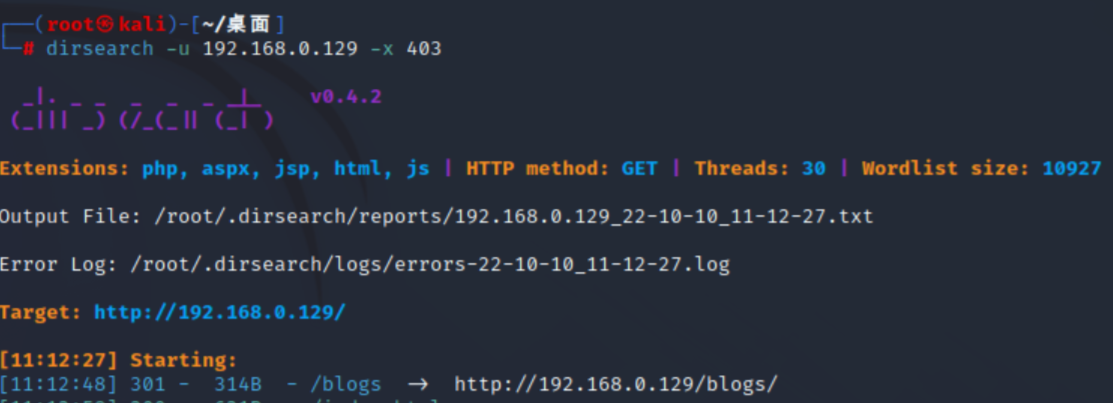 (root㉿kali)-[~/桌面]
# dirsearch -u 192.168.0.129 -x 403
dirsearch v0.4.2
Extensions: php, aspx, jsp, html, js | HTTP method: GET | Threads: 30 | Wordlist size: 10927
Output File: /root/.dirsearch/reports/192.168.0.129_22-10-10_11-12-27.txt
Error Log: /root/.dirsearch/logs/errors-22-10-10_11-12-27.log
Target: http://192.168.0.129/
[11:12:27] Starting:
[11:12:48] 301 -  314B  - /blogs  →  http://192.168.0.129/blogs/